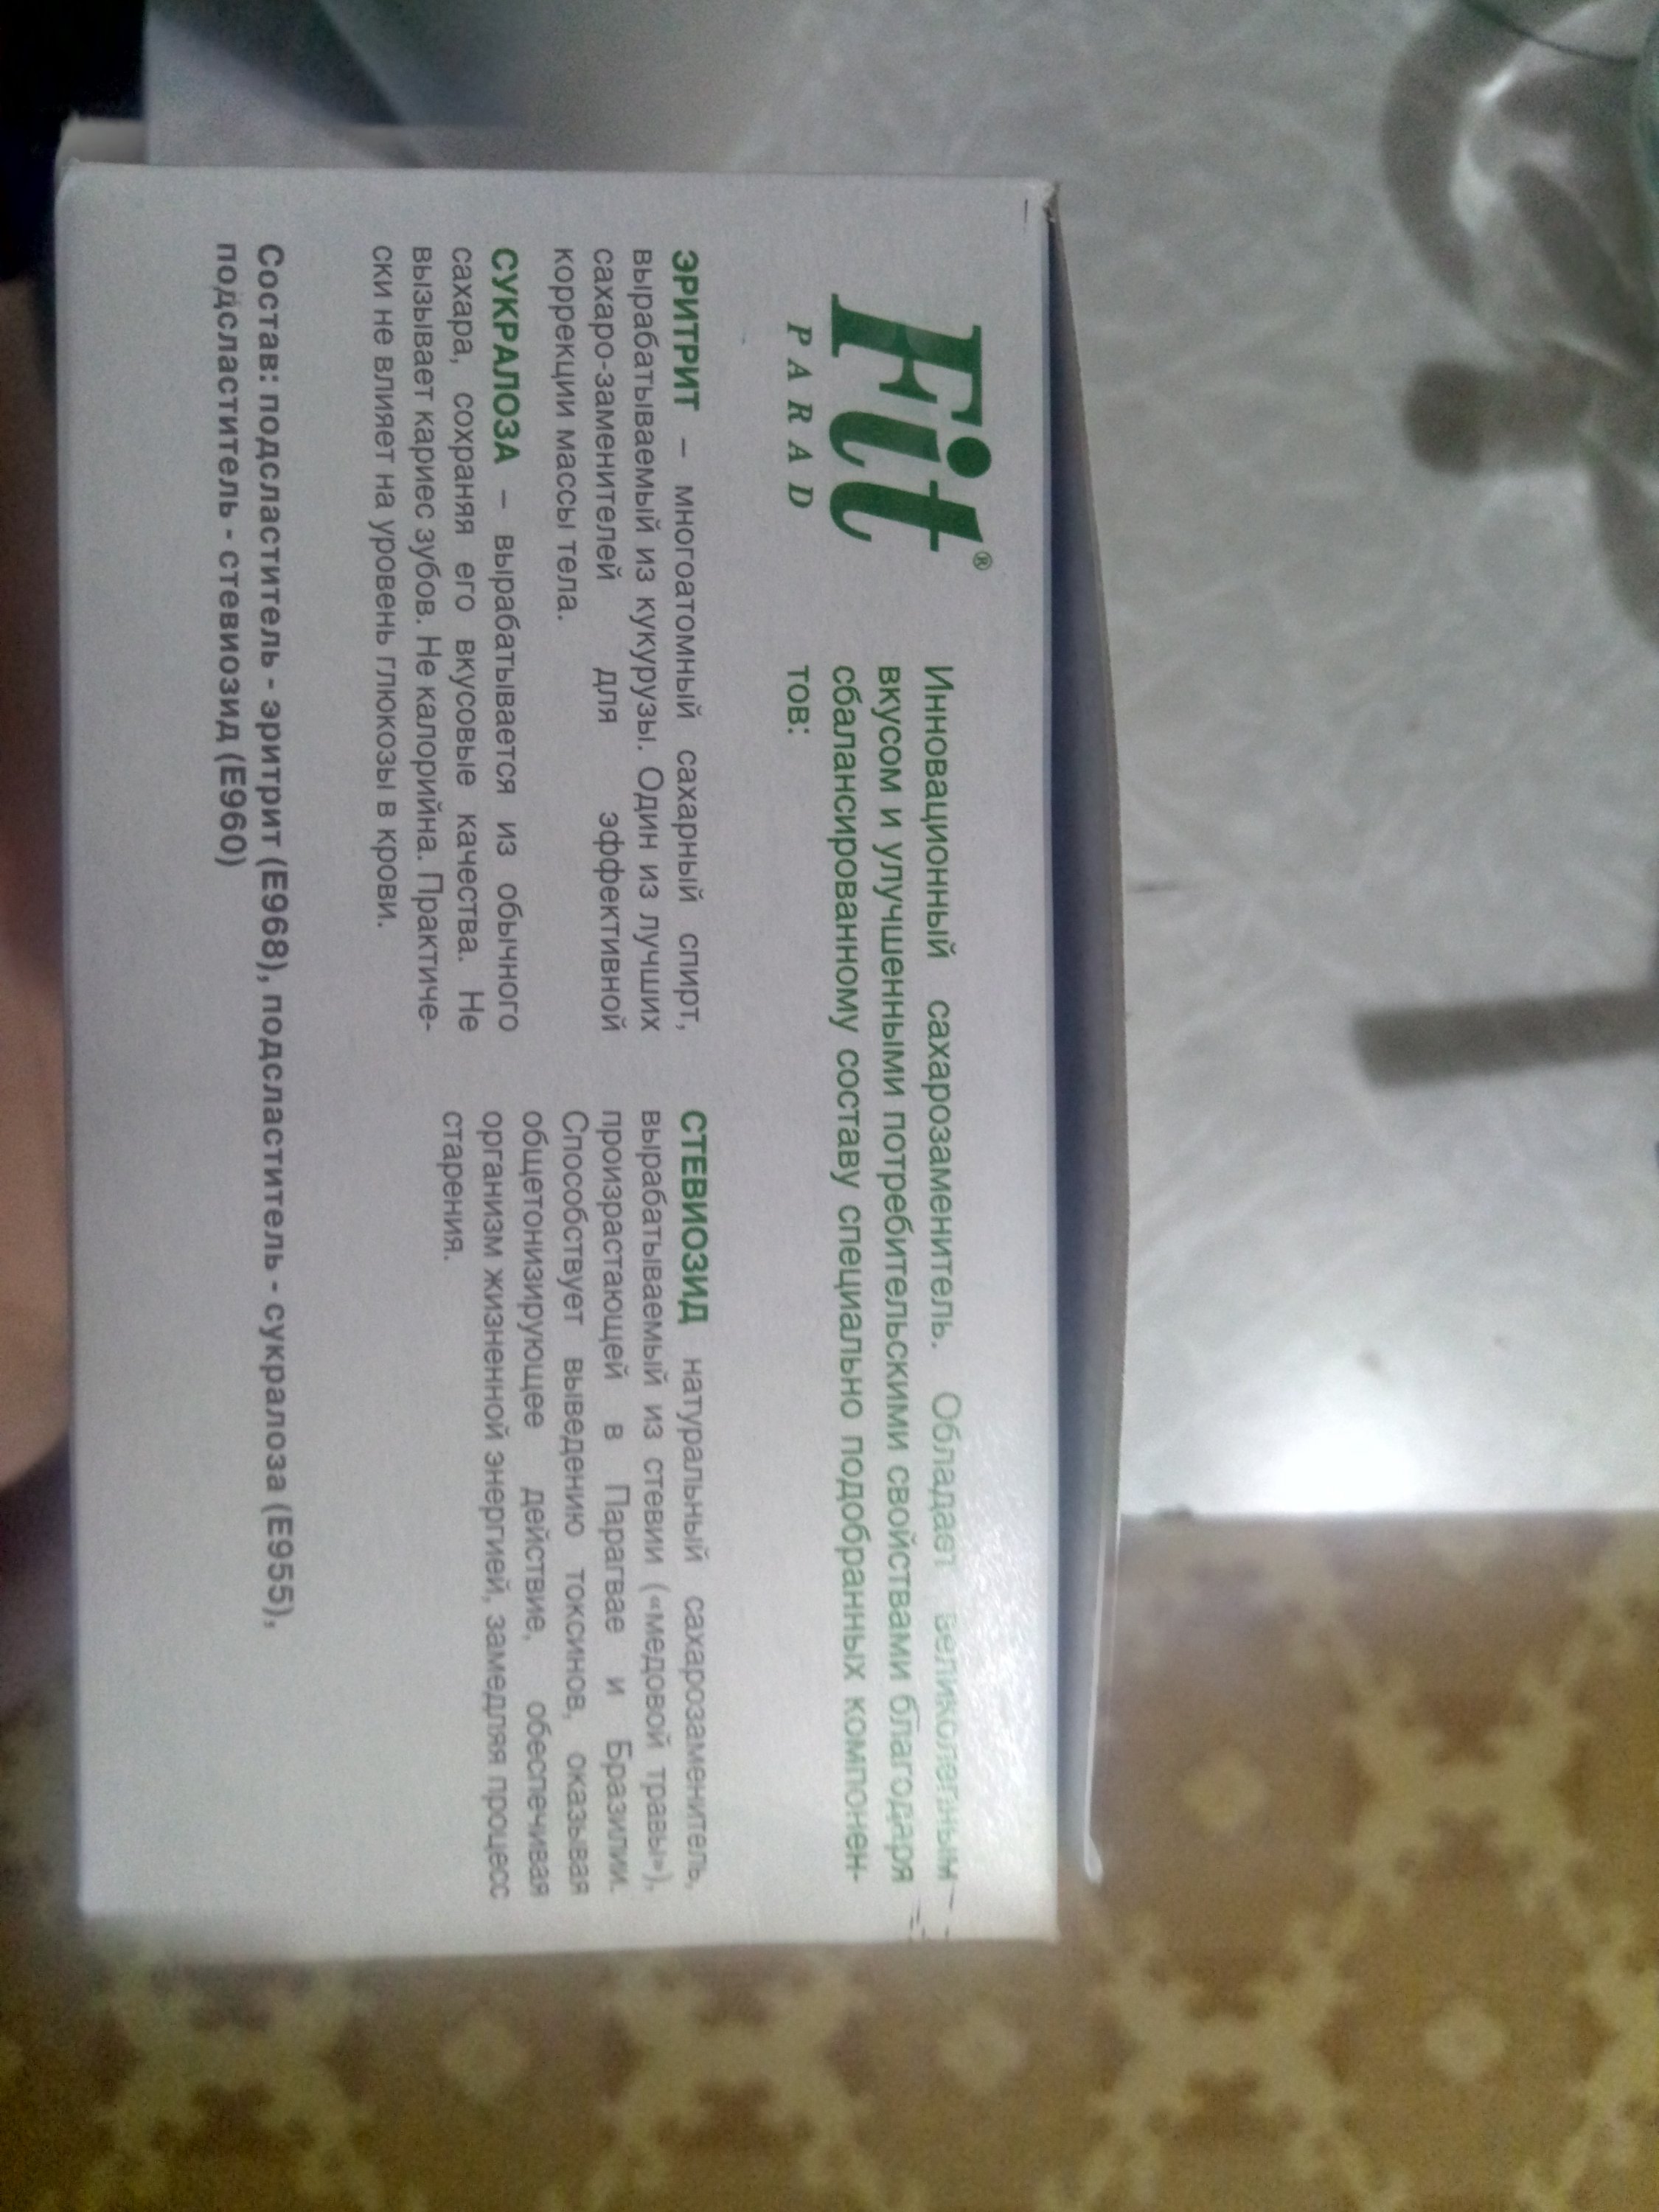 Fit®
PARAD
Инновационный сахарозаменитель. Обладает великолепным
вкусом и улучшенными потребительскими свойствами благодаря
сбалансированному составу специально подобранных компонен-
тов:
ЭРИТРИТ – многоатомный сахарный спирт,
вырабатываемый из кукурузы. Один из лучших
сахаро-заменителей для эффективной
коррекции массы тела.
СУКРАЛОЗА – вырабатывается из обычного
сахара, сохраняя его вкусовые качества. Не
вызывает кариес зубов. Не калорийна. Практиче-
ски не влияет на уровень глюкозы в крови.
СТЕВИОЗИД натуральный сахарозаменитель,
вырабатываемый из стевии («медовой травы»),
произрастающей в Парагвае и Бразилии.
Способствует выведению токсинов, оказывая
общетонизирующее действие, обеспечивая
организм жизненной энергией, замедляя процесс
старения.
Состав: подсластитель - эритрит (Е968), подсластитель - сукралоза (Е955),
подсластитель - стевиозид (Е960)